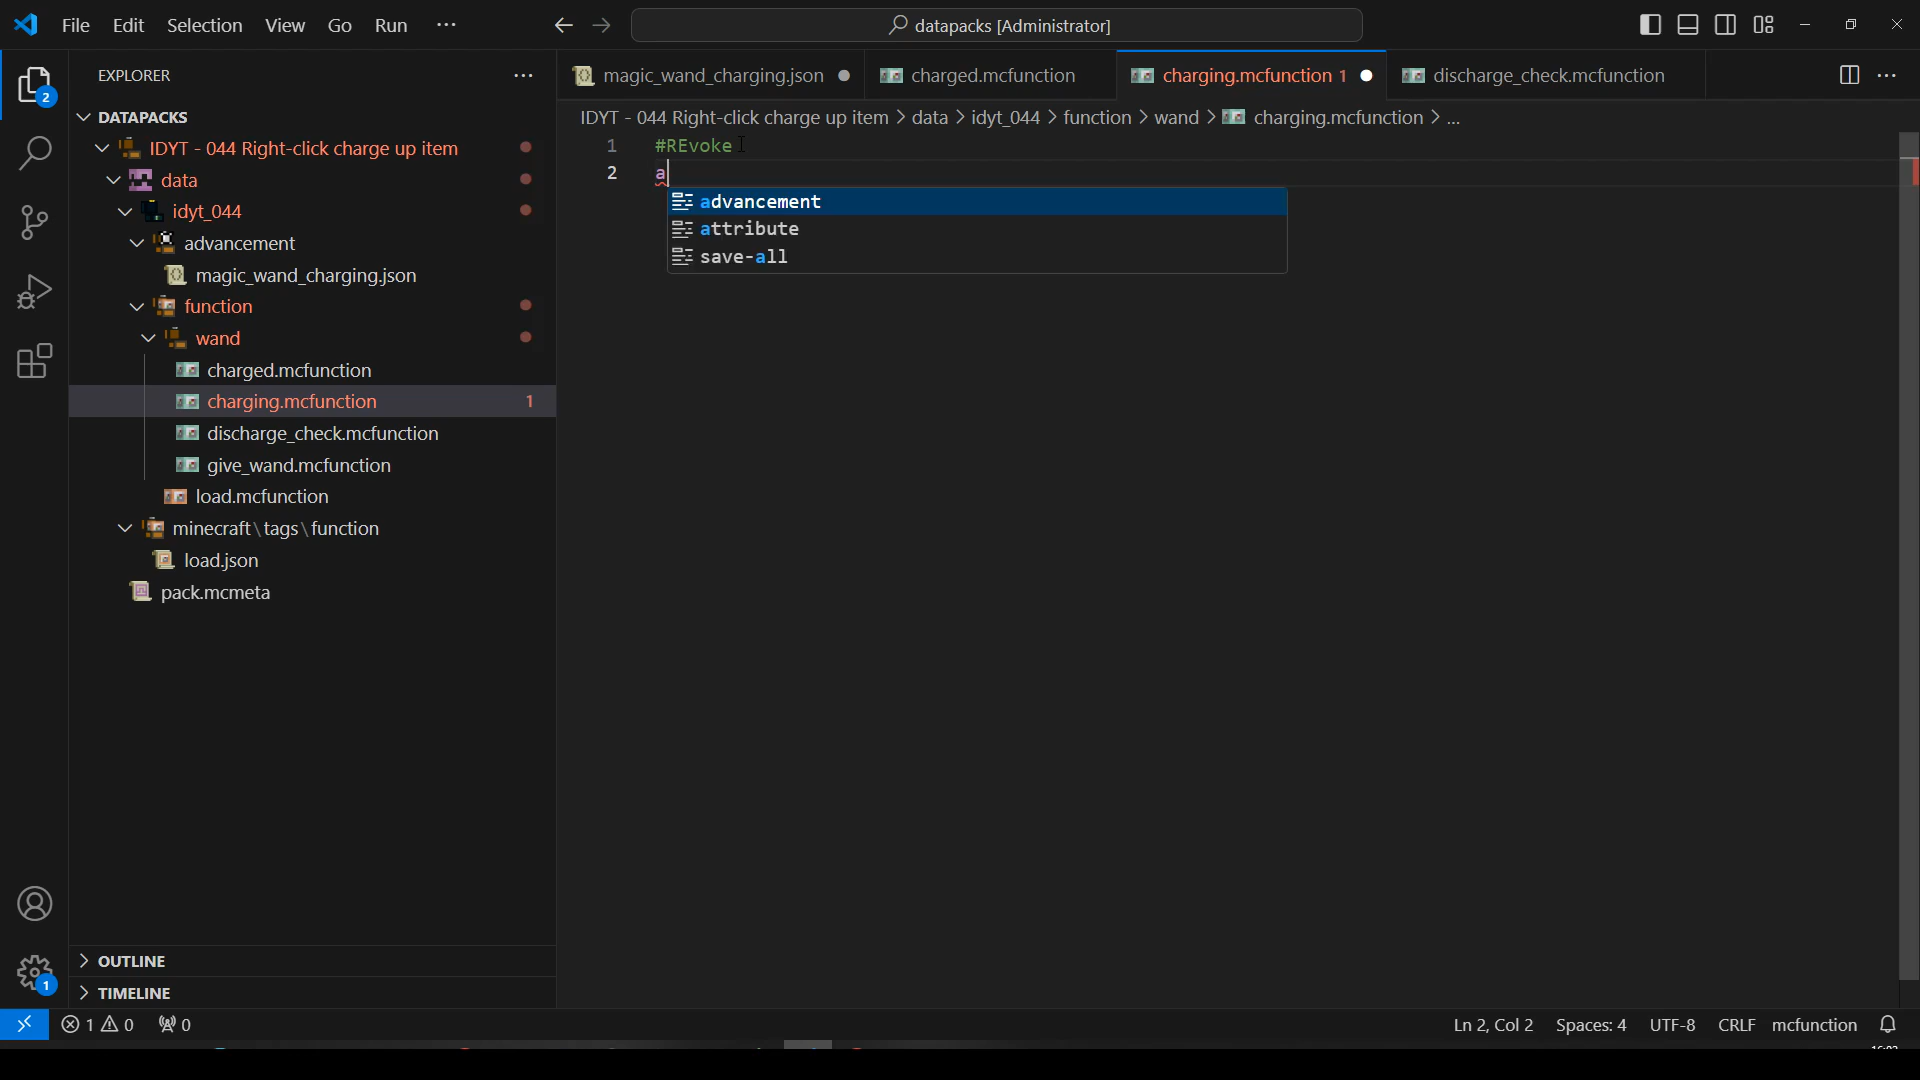 File Edit Selection View Go Run ···
datapacks [Administrator]
EXPLORER ···
DATAPACKS
IDYT - 044 Right-click charge up item
data
idyt_044
advancement
magic_wand_charging.json
function
wand
charged.mcfunction
charging.mcfunction 1
discharge_check.mcfunction
give_wand.mcfunction
load.mcfunction
minecraft\tags\function
load.json
pack.mcmeta
OUTLINE
TIMELINE
2
1
magic_wand_charging.json charged.mcfunction charging.mcfunction 1 discharge_check.mcfunction ···
IDYT - 044 Right-click charge up item > data > idyt_044 > function > wand > charging.mcfunction > ...
1 #REvoke
2 a
advancement
attribute
save-all
1 0 0 Ln 2, Col 2 Spaces: 4 UTF-8 CRLF mcfunction